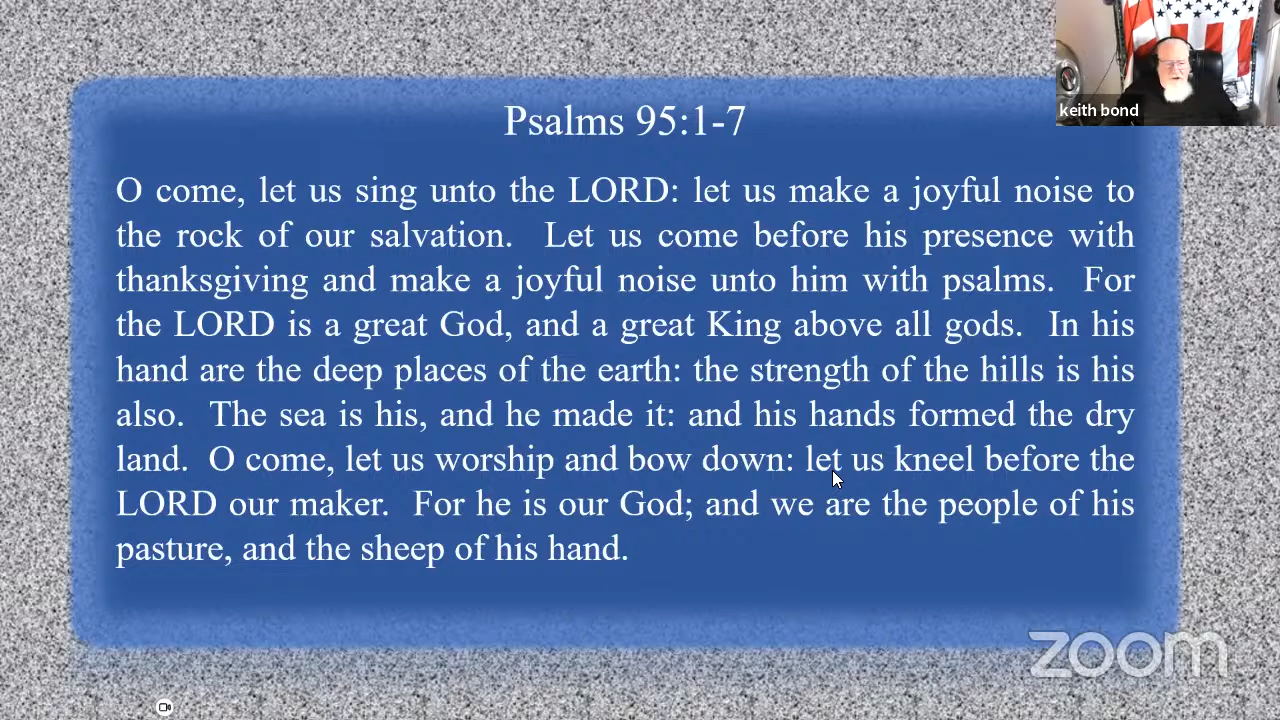 Psalms 95:1-7
keith bond
O come, let us sing unto the LORD: let us make a joyful noise to
the rock of our salvation.  Let us come before his presence with
thanksgiving and make a joyful noise unto him with psalms.  For
the LORD is a great God, and a great King above all gods.  In his
hand are the deep places of the earth: the strength of the hills is his
also.  The sea is his, and he made it: and his hands formed the dry
land.  O come, let us worship and bow down: let us kneel before the
LORD our maker.  For he is our God; and we are the people of his
pasture, and the sheep of his hand.
zoom